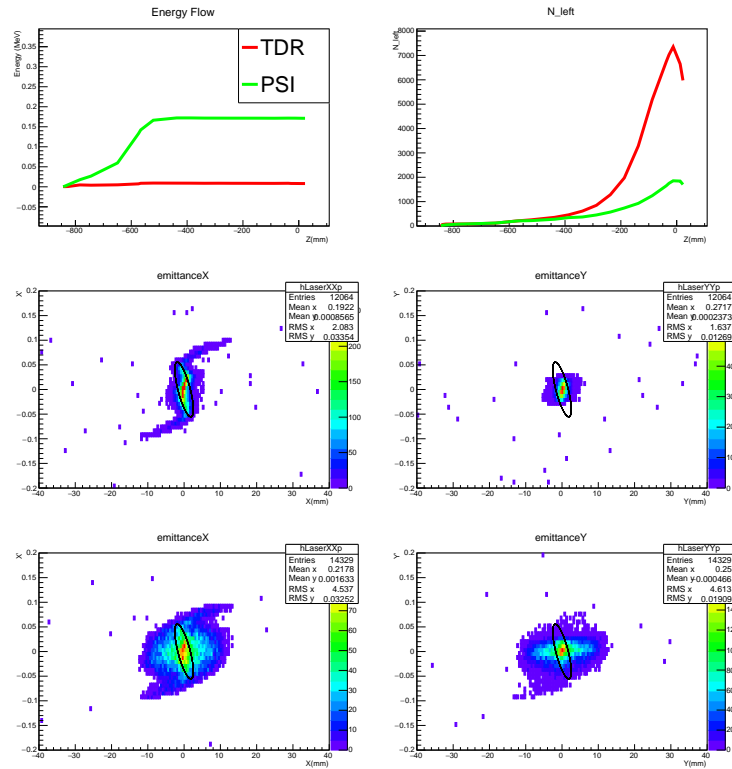 Energy Flow
Energy (MeV)
0.35
0.3
0.25
0.2
0.15
0.1
0.05
0
−0.05
−800
−600
−400
−200
0
Z(mm)
TDR
PSI
N_left
N_left
8000
7000
6000
5000
4000
3000
2000
1000
0
−800
−600
−400
−200
0
Z(mm)
emittanceX
X'
0.2
0.15
0.1
0.05
0
−0.05
−0.1
−0.15
−0.2
−40
−30
−20
−10
0
10
20
30
40
X(mm)
hLaserXXp
Entries 12064
Mean x 0.1922
Mean y 0.0008565
RMS x 2.083
RMS y 0.03354
200
150
100
50
0
emittanceY
Y'
0.2
0.15
0.1
0.05
0
−0.05
−0.1
−0.15
−0.2
−40
−30
−20
−10
0
10
20
30
40
Y(mm)
hLaserYYp
Entries 12064
Mean x 0.2717
Mean y 0.0002373
RMS x 1.637
RMS y 0.01269
0
emittanceX
X'
0.2
0.15
0.1
0.05
0
−0.05
−0.1
−0.15
−0.2
−40
−30
−20
−10
0
10
20
30
40
X(mm)
hLaserXXp
Entries 14329
Mean x 0.2178
Mean y 0.001633
RMS x 4.537
RMS y 0.03252
70
60
50
40
30
20
10
0
emittanceY
Y'
0.2
0.15
0.1
0.05
0
−0.05
−0.1
−0.15
−0.2
−40
−30
−20
−10
0
10
20
30
40
Y(mm)
hLaserYYp
Entries 14329
Mean x 0.25
Mean y −0.000466
RMS x 4.613
RMS y 0.01909
0